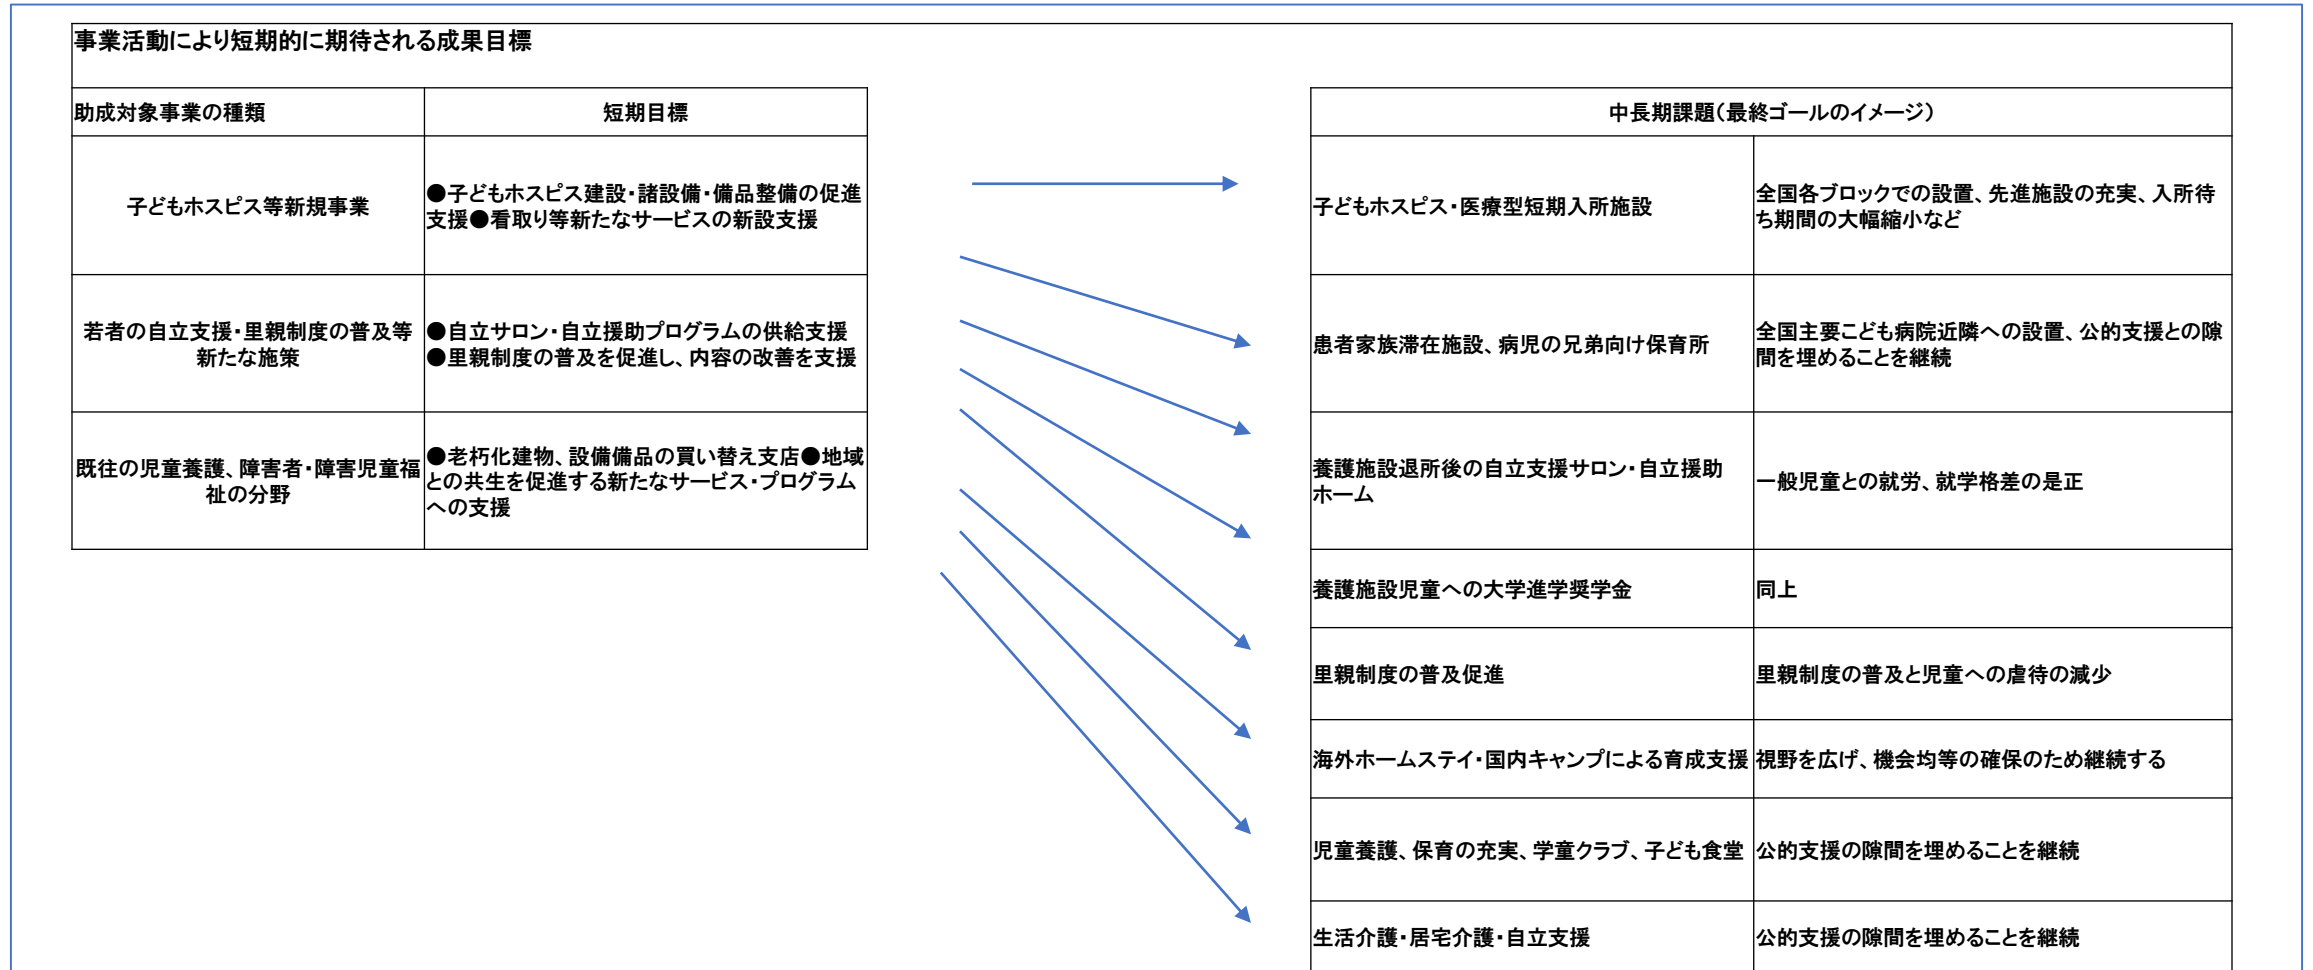 事業活動により短期的に期待される成果目標
助成対象事業の種類
短期目標
子どもホスピス等新規事業
●子どもホスピス建設・諸設備・備品整備の促進
支援●看取り等新たなサービスの新設支援
若者の自立支援・里親制度の普及等
新たな施策
●自立サロン・自立援助プログラムの供給支援
●里親制度の普及を促進し、内容の改善を支援
既往の児童養護、障害者・障害児童福
祉の分野
●老朽化建物、設備備品の買い替え支店●地域
との共生を促進する新たなサービス・プログラム
への支援
中長期課題(最終ゴールのイメージ)
子どもホスピス・医療型短期入所施設
全国各ブロックでの設置、先進施設の充実、入所待
ち期間の大幅縮小など
患者家族滞在施設、病児の兄弟向け保育所
全国主要こども病院近隣への設置、公的支援との隙
間を埋めることを継続
養護施設退所後の自立支援サロン・自立援助
ホーム
一般児童との就労、就学格差の是正
養護施設児童への大学進学奨学金
同上
里親制度の普及促進
里親制度の普及と児童への虐待の減少
海外ホームステイ・国内キャンプによる育成支援
視野を広げ、機会均等の確保のため継続する
児童養護、保育の充実、学童クラブ、子ども食堂
公的支援の隙間を埋めることを継続
生活介護・居宅介護・自立支援
公的支援の隙間を埋めることを継続